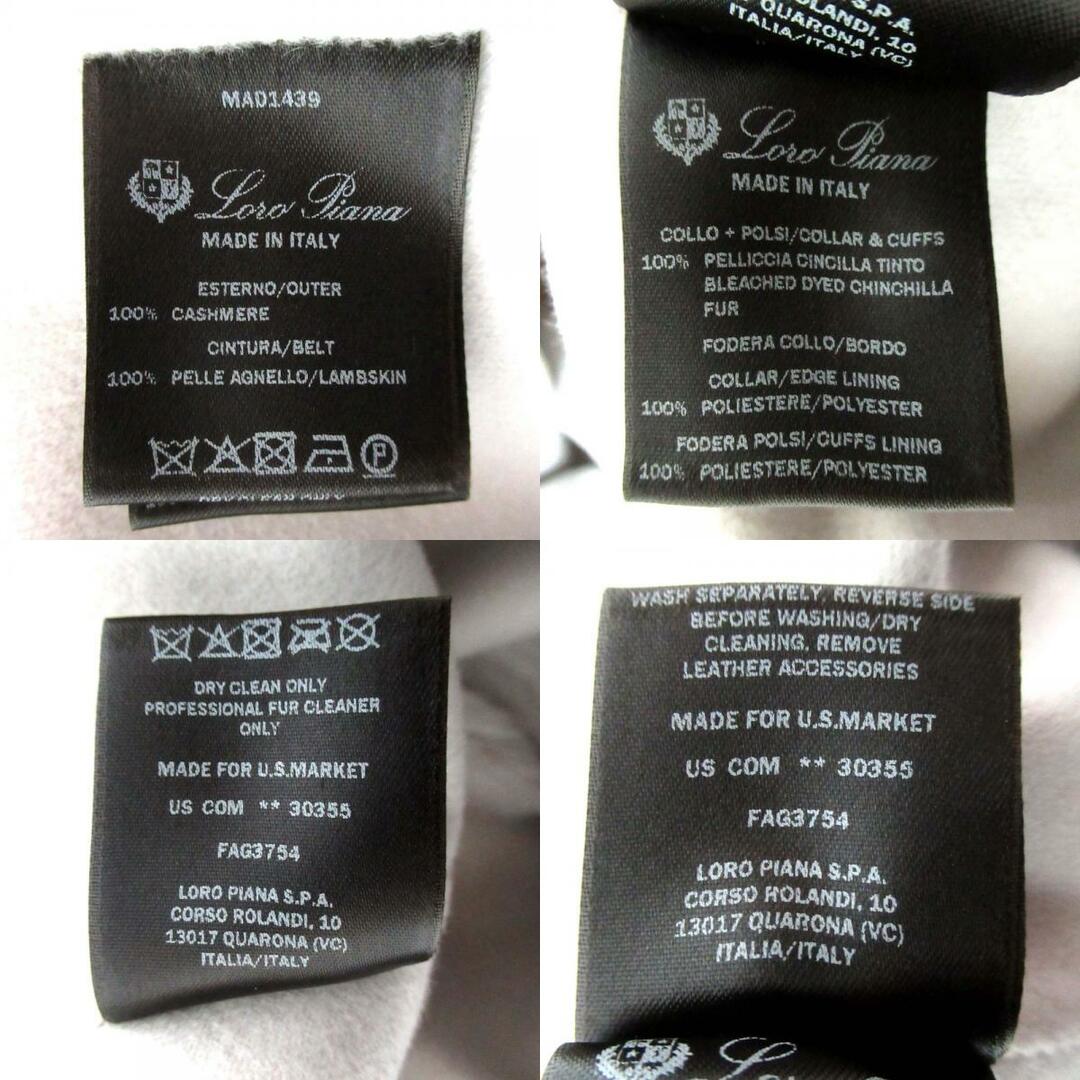 MAD1439
Loro Piana
MADE IN ITALY
ESTERNO/OUTER
100% CASHMERE
CINTURA/BELT
100% PELLE AGNELLO/LAMBSKIN
P
S.P.A.
ROLANDI, 10
QUARONA (VC)
ITALIA/ITALY
Loro Piana
MADE IN ITALY
COLLO + POLSI/COLLAR & CUFFS
100% PELLICCIA CINCILLA TINTO
BLEACHED DYED CHINCHILLA
FUR
FODERA COLLO/BORDO
COLLAR/EDGE LINING
100% POLIESTERE/POLYESTER
FODERA POLSI/CUFFS LINING
100% POLIESTERE/POLYESTER
DRY CLEAN ONLY
PROFESSIONAL FUR CLEANER
ONLY
MADE FOR U.S.MARKET
US COM ** 30355
FAG3754
LORO PIANA S.P.A.
CORSO ROLANDI, 10
13017 QUARONA (VC)
ITALIA/ITALY
WASH SEPARATELY, REVERSE SIDE
BEFORE WASHING/DRY
CLEANING, REMOVE
LEATHER ACCESSORIES
MADE FOR U.S.MARKET
US COM ** 30355
FAG3754
LORO PIANA S.P.A.
CORSO ROLANDI, 10
13017 QUARONA (VC)
ITALIA/ITALY
Loro Piana